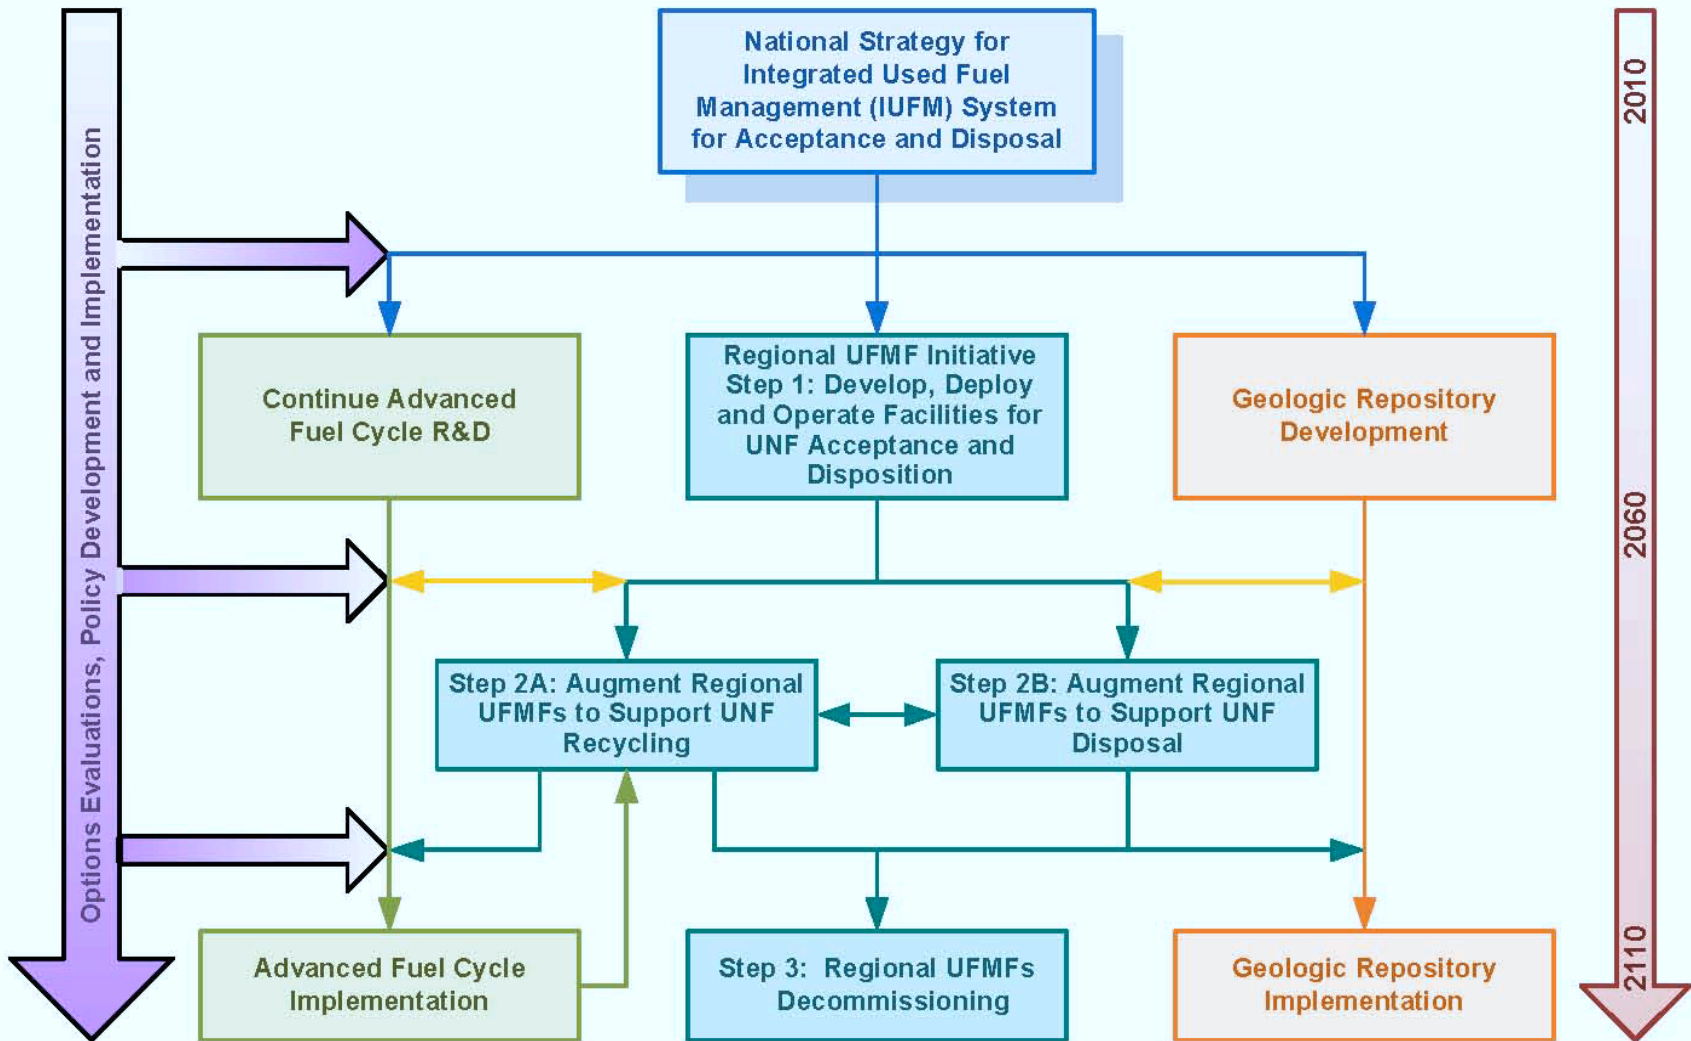 National Strategy for
Integrated Used Fuel
Management (IUFM) System
for Acceptance and Disposal
2010
Options Evaluations, Policy Development and Implementation
Continue Advanced
Fuel Cycle R&D
Regional UFMF Initiative
Step 1: Develop, Deploy
and Operate Facilities for
UNF Acceptance and
Disposition
Geologic Repository
Development
2060
Step 2A: Augment Regional
UFMFs to Support UNF
Recycling
Step 2B: Augment Regional
UFMFs to Support UNF
Disposal
Advanced Fuel Cycle
Implementation
Step 3: Regional UFMFs
Decommissioning
Geologic Repository
Implementation
2110